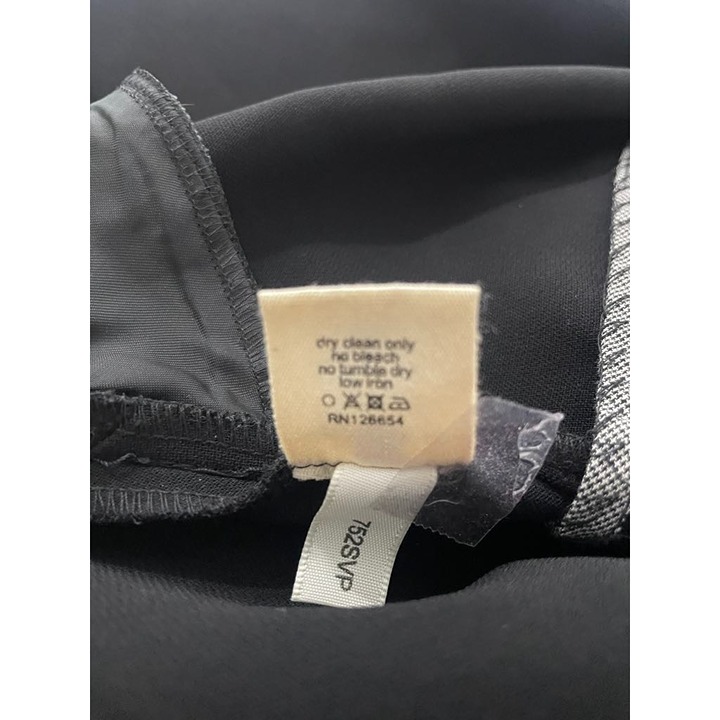 dry clean only
no bleach
no tumble dry
low iron
RN126654
752SVP